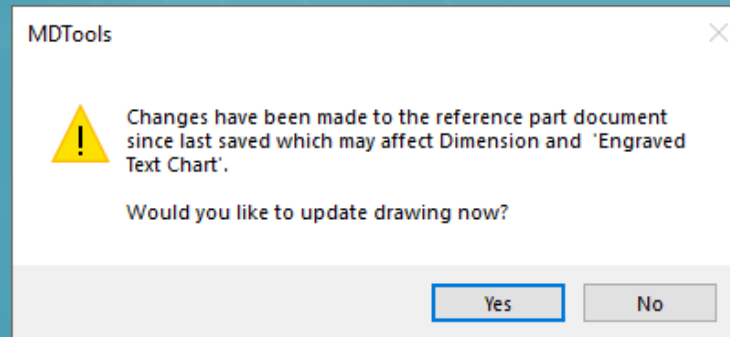 MDTools
Changes have been made to the reference part document
since last saved which may affect Dimension and 'Engraved
Text Chart'.
Would you like to update drawing now?
Yes
No